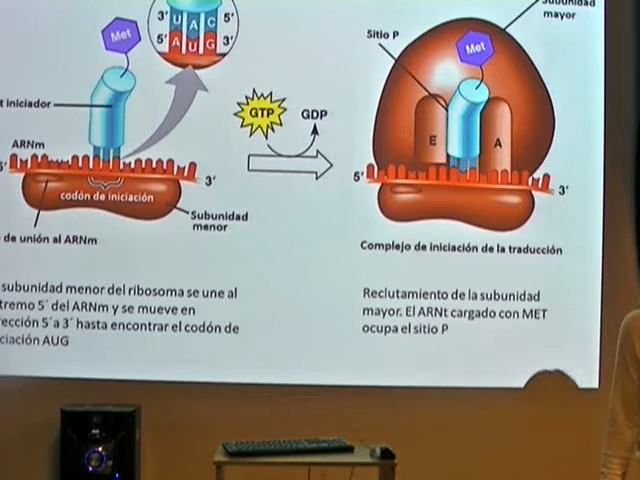 3´ UAC 5´
5´ AUG 3´
Met
t iniciador
ARNm
5´
3´
codón de iniciación
Subunidad
menor
de unión al ARNm
GTP
GDP
Subunidad
mayor
Sitio P
Met
E
A
5´
3´
Complejo de iniciación de la traducción
subunidad menor del ribosoma se une al
tremo 5´ del ARNm y se mueve en
rección 5´a 3´ hasta encontrar el codón de
ciación AUG
Reclutamiento de la subunidad
mayor. El ARNt cargado con MET
ocupa el sitio P